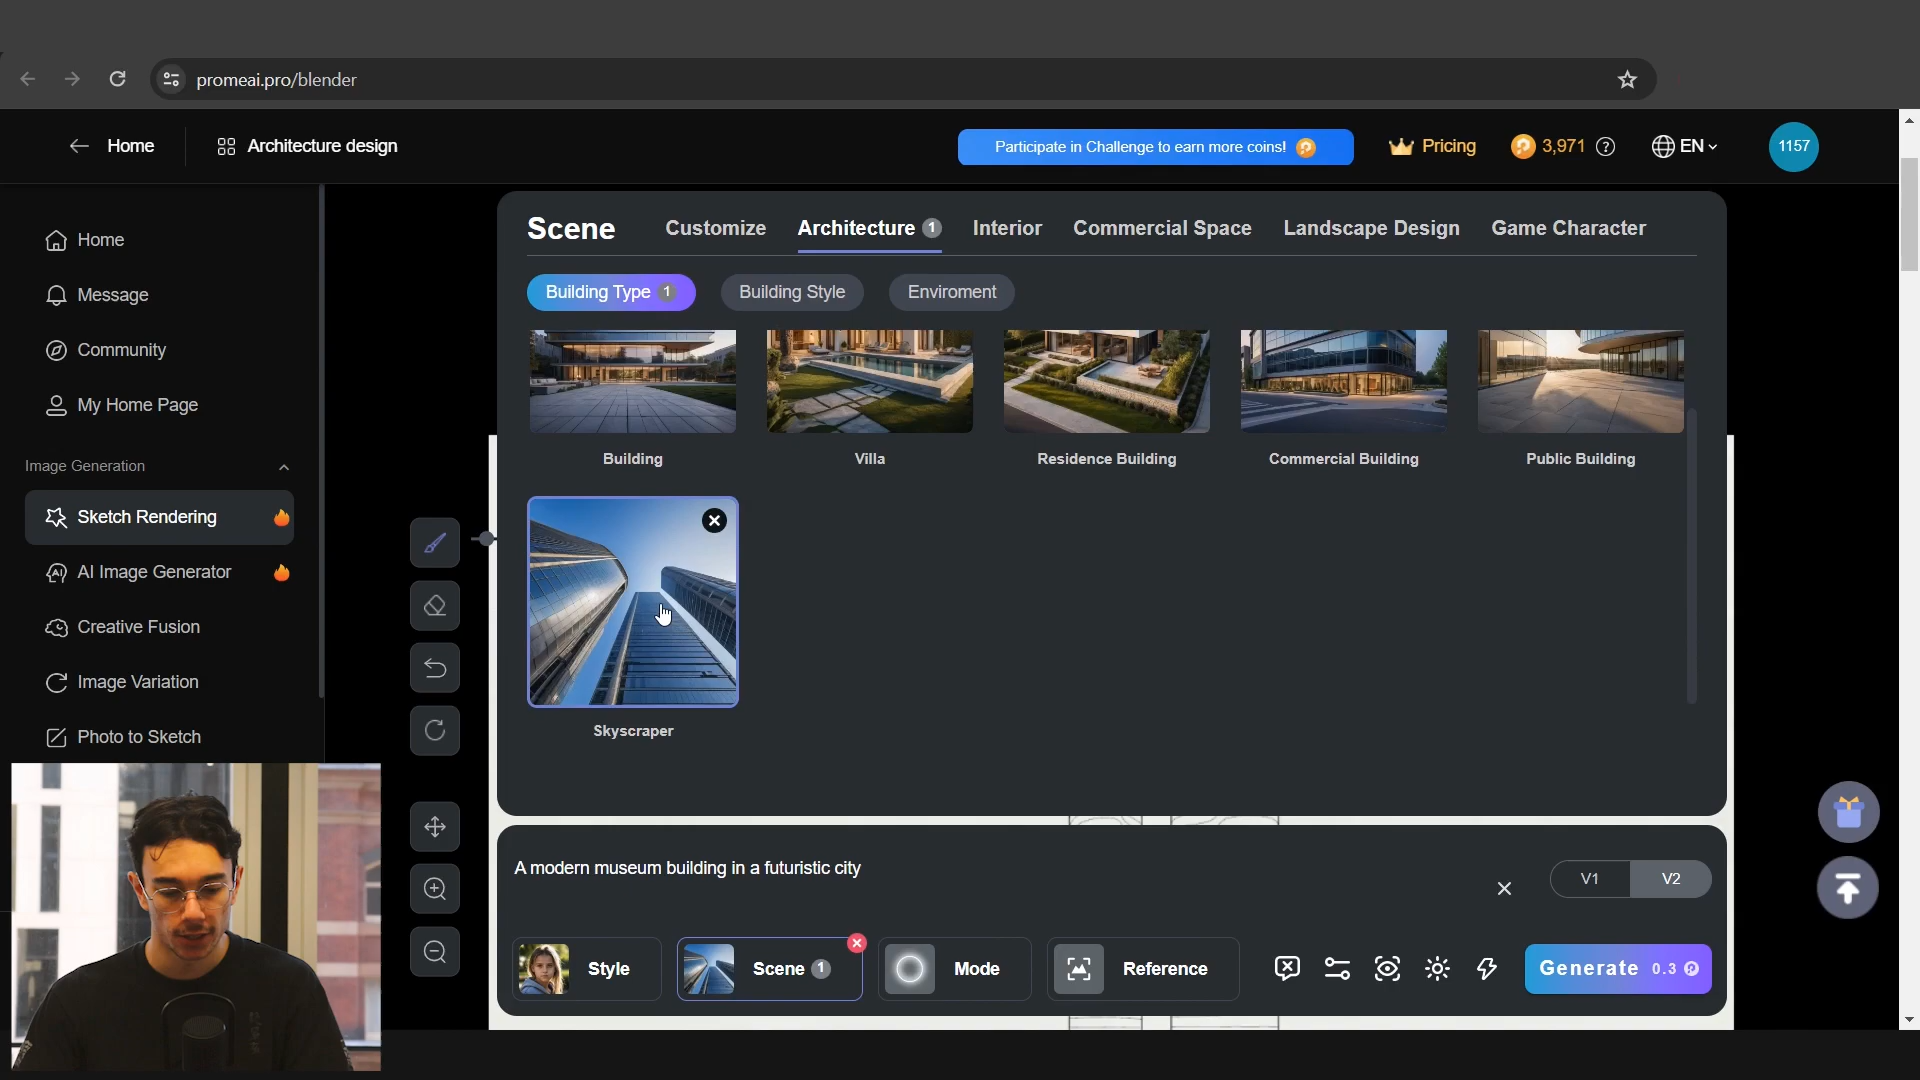 promeai.pro/blender
Home
Architecture design
Participate in Challenge to earn more coins!
Pricing
3,971
EN
1157
Home
Message
Community
My Home Page
Image Generation
Sketch Rendering
AI Image Generator
Creative Fusion
Image Variation
Photo to Sketch
Scene
Customize
Architecture 1
Interior
Commercial Space
Landscape Design
Game Character
Building Type 1
Building Style
Enviroment
Building
Villa
Residence Building
Commercial Building
Public Building
Skyscraper
A modern museum building in a futuristic city
V1
V2
Style
Scene 1
Mode
Reference
Generate 0.3